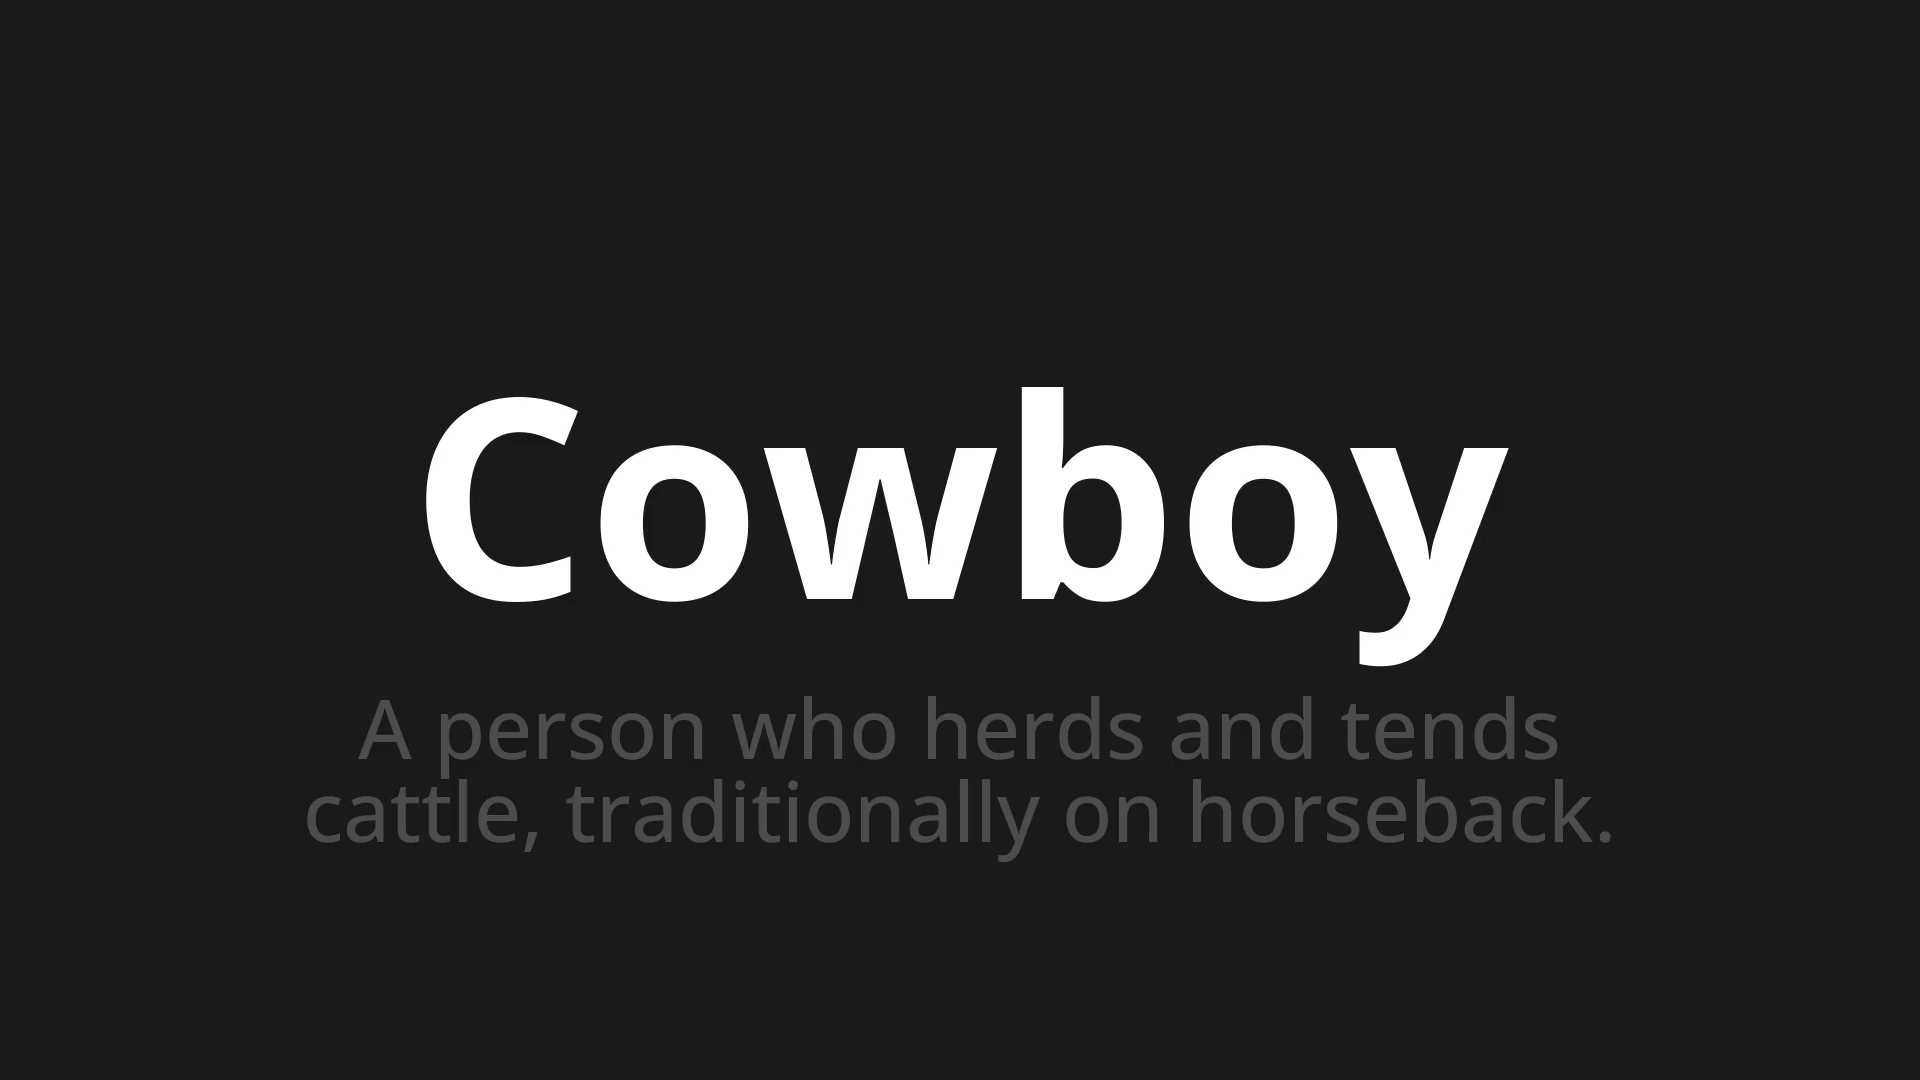 Cowboy
A person who herds and tends
cattle, traditionally on horseback.